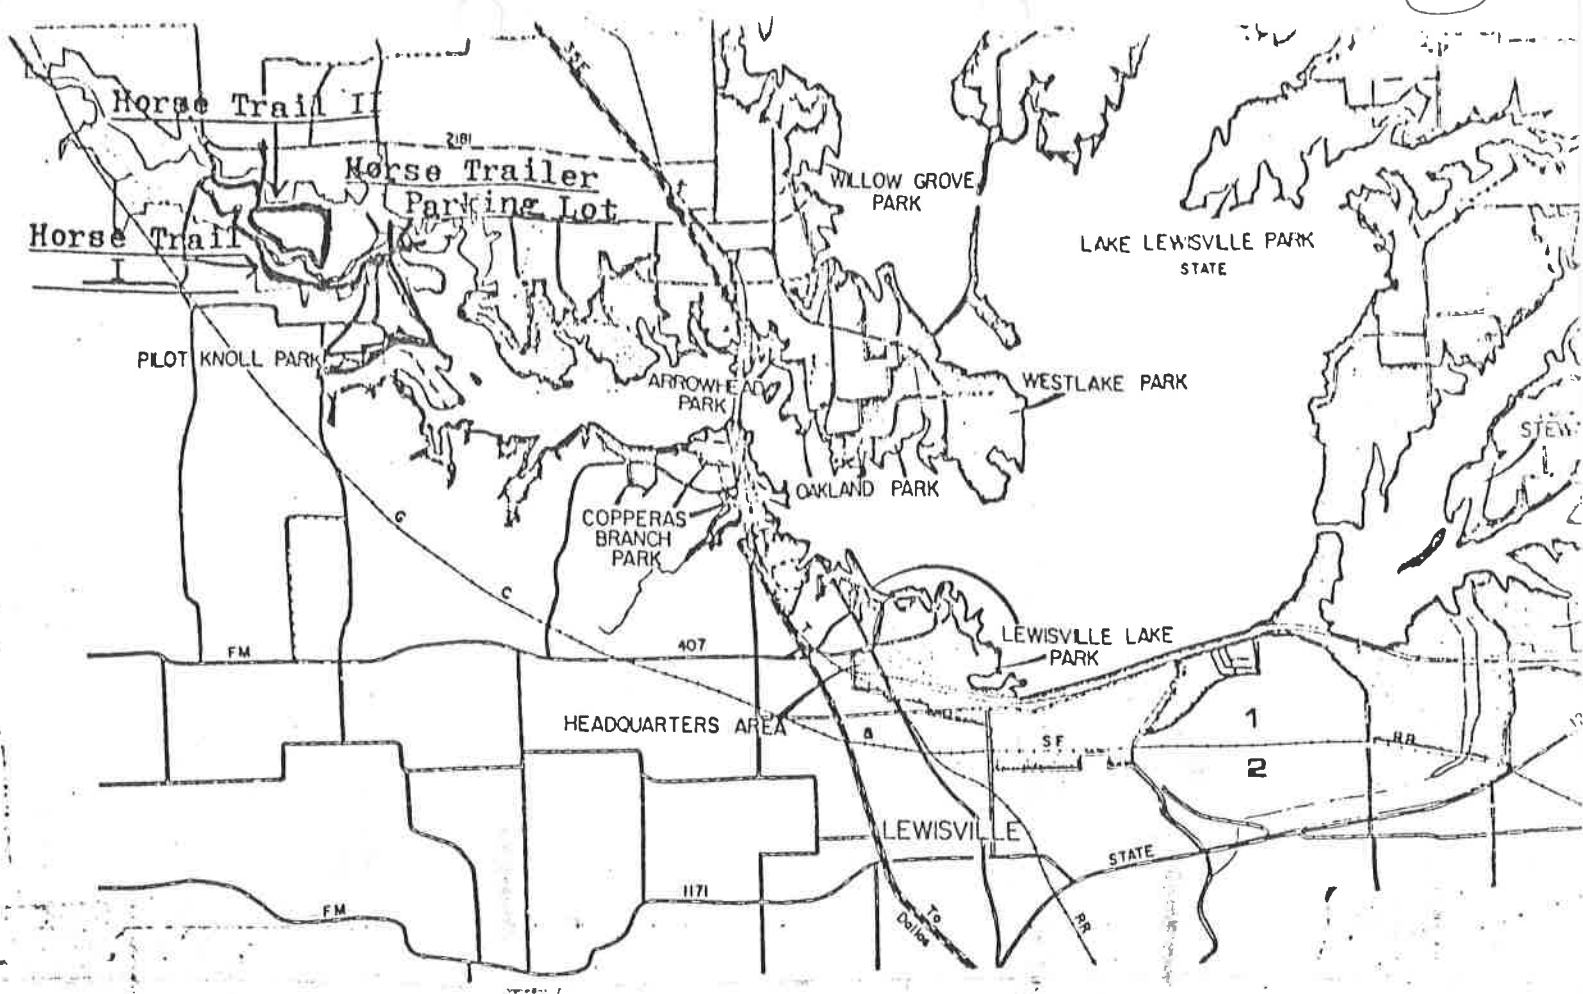 Horse Trail II
2181
Horse Trailer
Parking Lot
WILLOW GROVE
PARK
Horse Trail
I
LAKE LEWISVLLE PARK
STATE
PILOT KNOLL PARK
ARROWHEAD
PARK
WESTLAKE PARK
OAKLAND PARK
COPPERAS
BRANCH
PARK
G
C
FM
407
LEWISVILLE LAKE
PARK
HEADQUARTERS AREA
&
SF
RR
1
2
LEWISVILLE
STATE
FM
1171
To
Dallas
RR